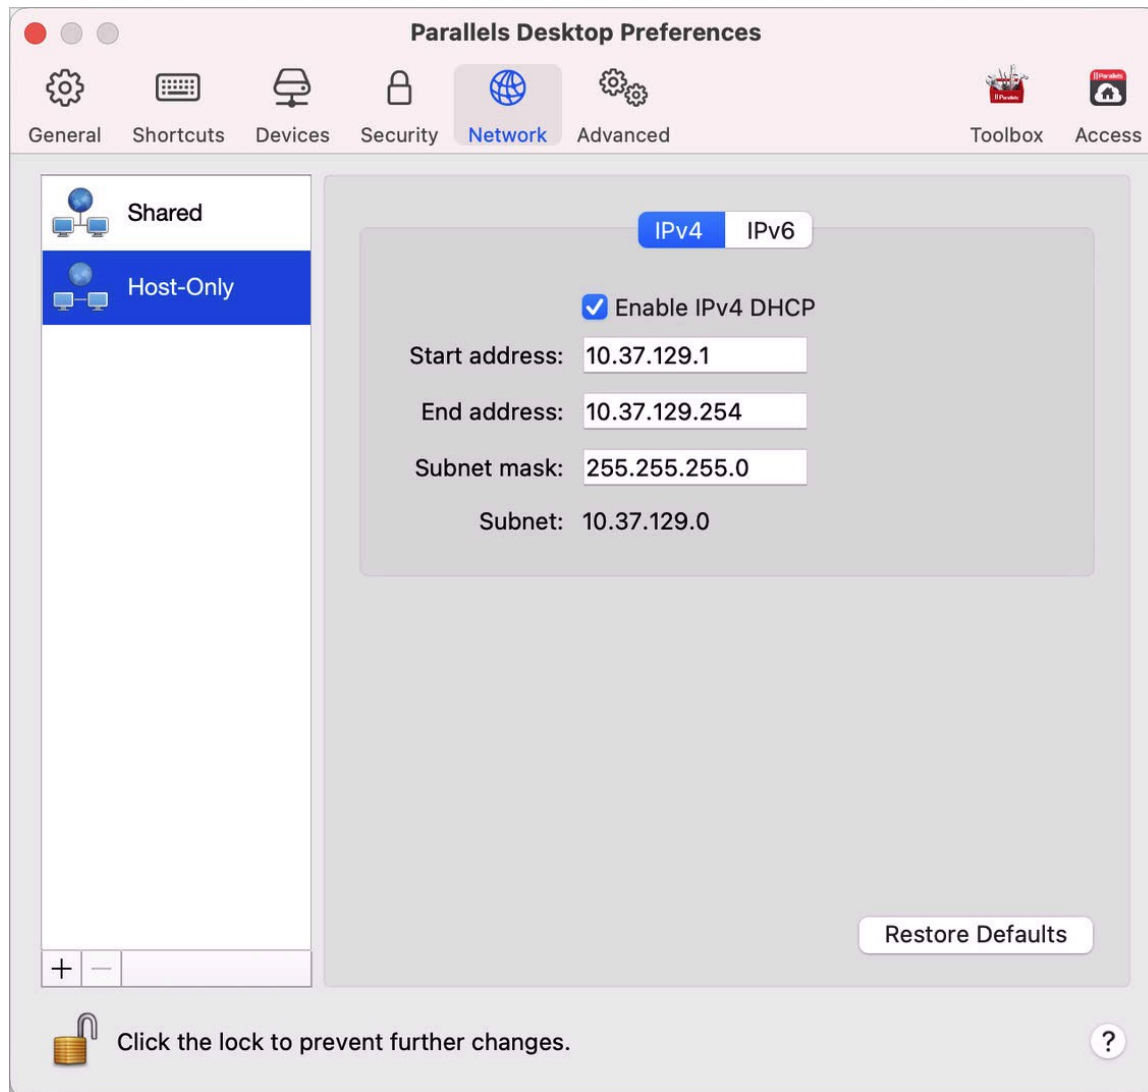 Parallels Desktop Preferences
General Shortcuts Devices Security Network Advanced Toolbox Access
Shared
Host-Only
IPv4 IPv6
Enable IPv4 DHCP
Start address: 10.37.129.1
End address: 10.37.129.254
Subnet mask: 255.255.255.0
Subnet: 10.37.129.0
Restore Defaults
+ −
Click the lock to prevent further changes.
?